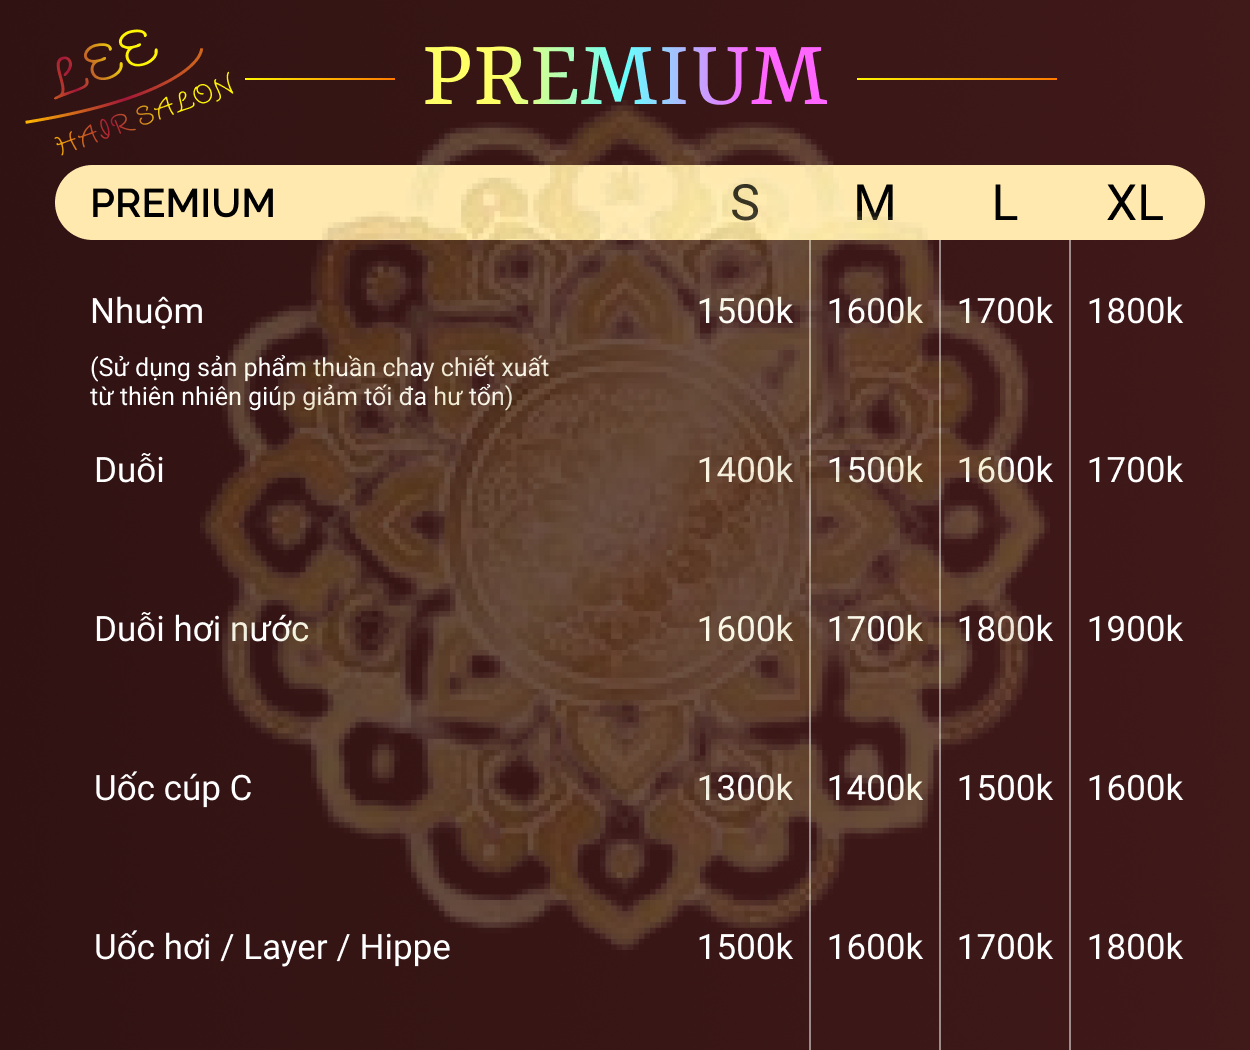 LEE
HAIR SALON
PREMIUM
PREMIUM S M L XL
Nhuộm 1500k 1600k 1700k 1800k
(Sử dụng sản phẩm thuần chay chiết xuất
từ thiên nhiên giúp giảm tối đa hư tổn)
Duỗi 1400k 1500k 1600k 1700k
Duỗi hơi nước 1600k 1700k 1800k 1900k
Uốc cúp C 1300k 1400k 1500k 1600k
Uốc hơi / Layer / Hippe 1500k 1600k 1700k 1800k